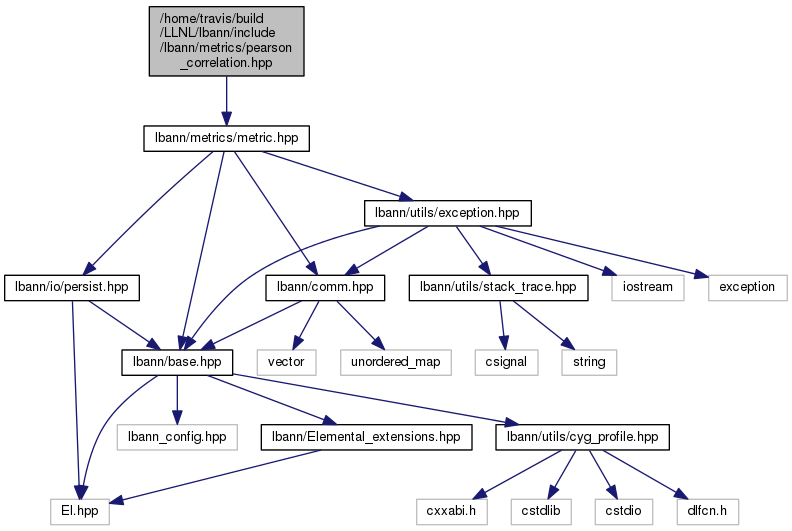 /home/travis/build
/LLNL/lbann/include
/lbann/metrics/pearson
_correlation.hpp
lbann/metrics/metric.hpp
lbann/utils/exception.hpp
lbann/io/persist.hpp
lbann/comm.hpp
lbann/utils/stack_trace.hpp
iostream
exception
lbann/base.hpp
vector
unordered_map
csignal
string
lbann_config.hpp
lbann/Elemental_extensions.hpp
lbann/utils/cyg_profile.hpp
El.hpp
cxxabi.h
cstdlib
cstdio
dlfcn.h